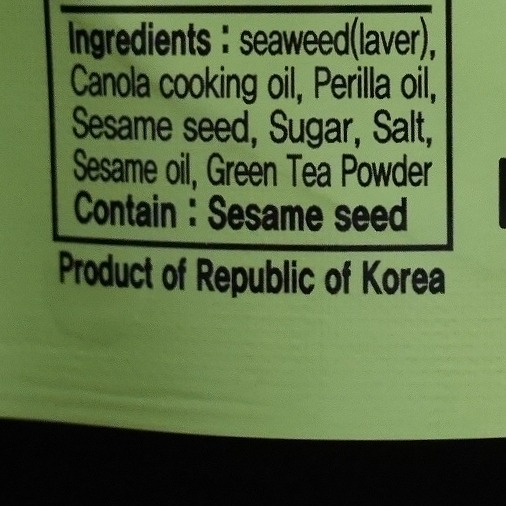 Ingredients : seaweed(laver),
Canola cooking oil, Perilla oil,
Sesame seed, Sugar, Salt,
Sesame oil, Green Tea Powder
Contain : Sesame seed
Product of Republic of Korea